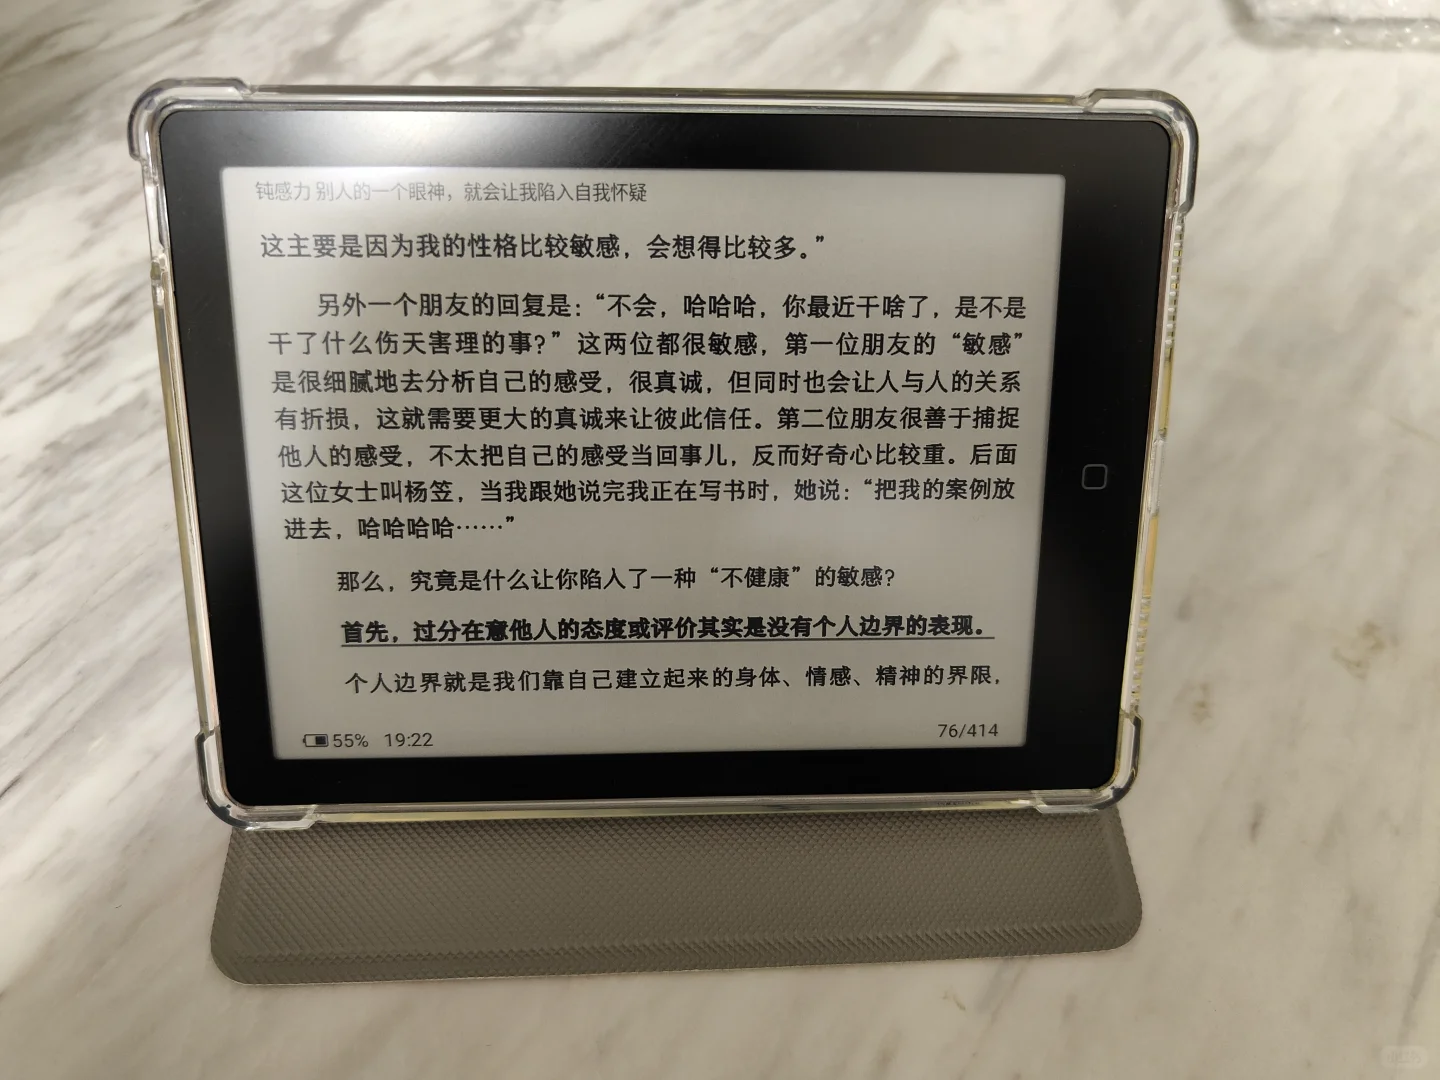 钝感力 别人的一个眼神，就会让我陷入自我怀疑
这主要是因为我的性格比较敏感，会想得比较多。”
另外一个朋友的回复是：“不会，哈哈哈，你最近干啥了，是不是
干了什么伤天害理的事?”这两位都很敏感，第一位朋友的“敏感”
是很细腻地去分析自己的感受，很真诚，但同时也会让人与人的关系
有折损，这就需要更大的真诚来让彼此信任。第二位朋友很善于捕捉
他人的感受，不太把自己的感受当回事儿，反而好奇心比较重。后面
这位女士叫杨笠，当我跟她说完我正在写书时，她说：“把我的案例放
进去，哈哈哈哈……”
那么，究竟是什么让你陷入了一种“不健康”的敏感?
首先，过分在意他人的态度或评价其实是没有个人边界的表现。
个人边界就是我们靠自己建立起来的身体、情感、精神的界限，
55% 19:22
76/414